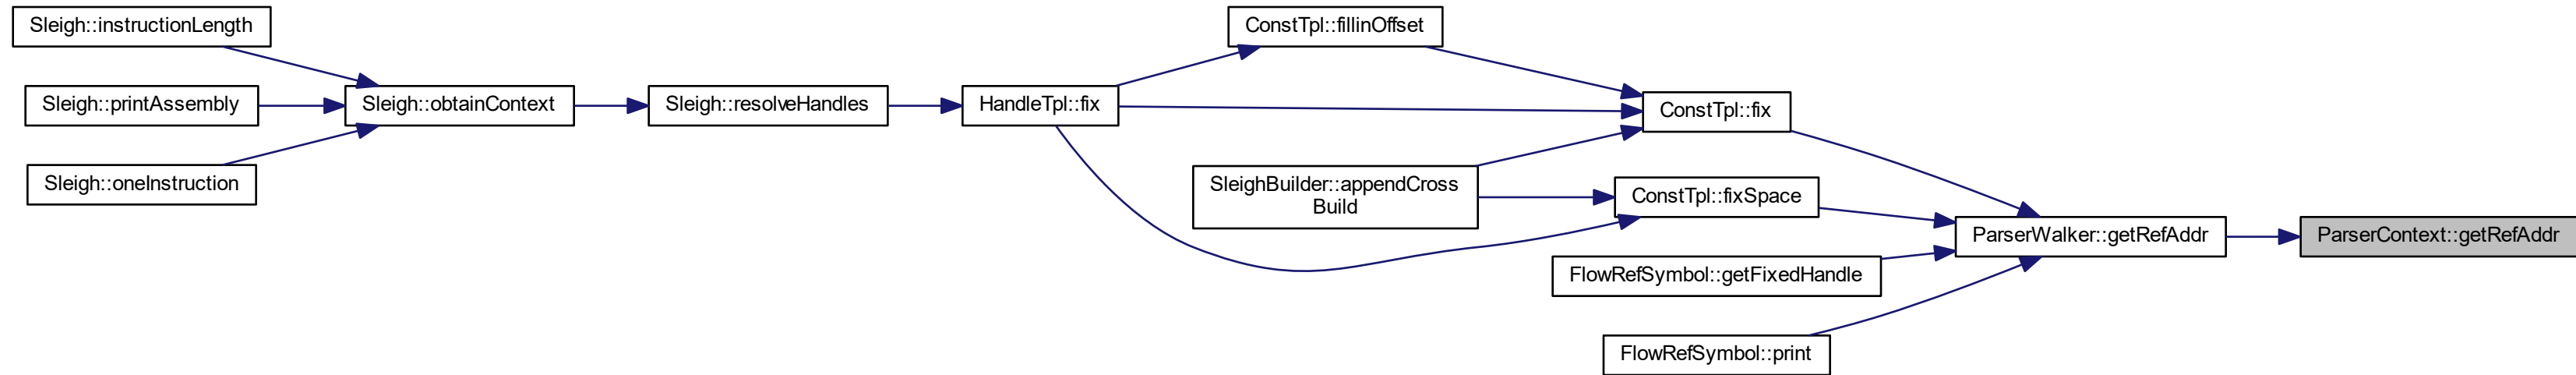 Sleigh::instructionLength
Sleigh::printAssembly
Sleigh::oneInstruction
Sleigh::obtainContext
Sleigh::resolveHandles
HandleTpl::fix
ConstTpl::fillinOffset
SleighBuilder::appendCross
Build
ConstTpl::fix
ConstTpl::fixSpace
FlowRefSymbol::getFixedHandle
FlowRefSymbol::print
ParserWalker::getRefAddr
ParserContext::getRefAddr